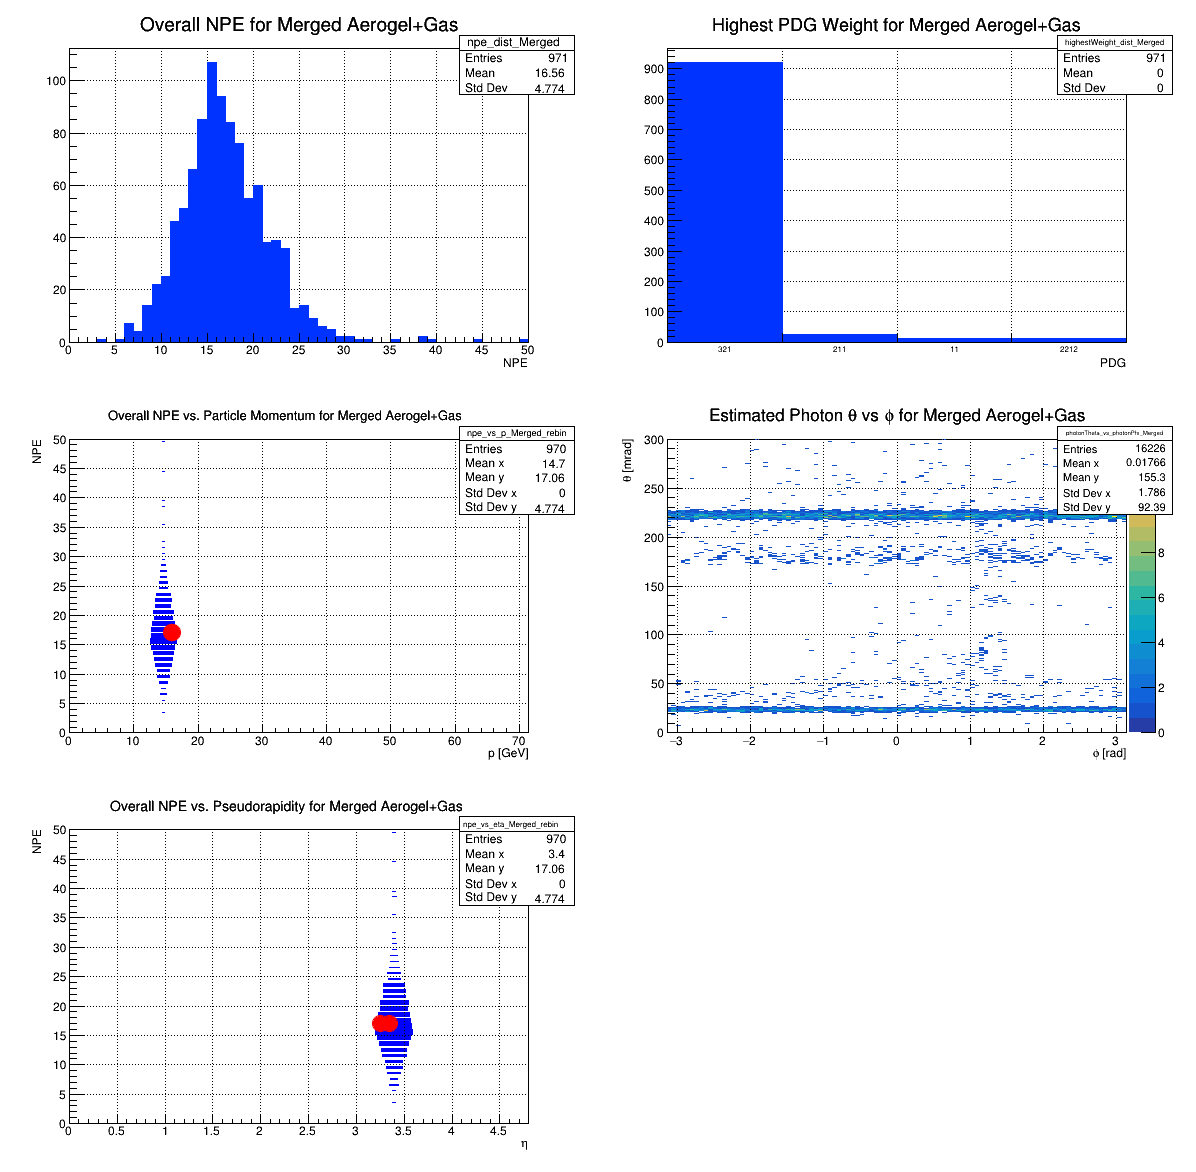 Overall NPE for Merged Aerogel+Gas
npe_dist_Merged
Entries 971
Mean 16.56
Std Dev 4.774
100
80
60
40
20
0
0 5 10 15 20 25 30 35 40 45 50
NPE
Highest PDG Weight for Merged Aerogel+Gas
highestWeight_dist_Merged
Entries 971
Mean 0
Std Dev 0
900
800
700
600
500
400
300
200
100
0
321 211 11 2212
PDG
Overall NPE vs. Particle Momentum for Merged Aerogel+Gas
npe_vs_p_Merged_rebin
Entries 970
Mean x 14.7
Mean y 17.06
Std Dev x 0
Std Dev y 4.774
NPE
50
45
40
35
30
25
20
15
10
5
0
0 10 20 30 40 50 60 70
p [GeV]
Estimated Photon θ vs ϕ for Merged Aerogel+Gas
photonTheta_vs_photonPhi_Merged
Entries 16226
Mean x 0.01766
Mean y 155.3
Std Dev x 1.786
Std Dev y 92.39
θ [mrad]
300
250
200
150
100
50
0
−3 −2 −1 0 1 2 3
ϕ [rad]
8
6
4
2
0
Overall NPE vs. Pseudorapidity for Merged Aerogel+Gas
npe_vs_eta_Merged_rebin
Entries 970
Mean x 3.4
Mean y 17.06
Std Dev x 0
Std Dev y 4.774
NPE
50
45
40
35
30
25
20
15
10
5
0
0 0.5 1 1.5 2 2.5 3 3.5 4 4.5
η